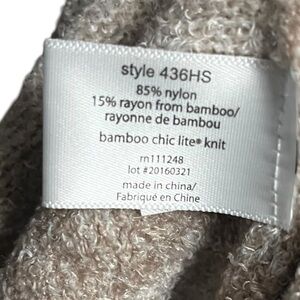 style 436HS
85% nylon
15% rayon from bamboo/
rayonne de bambou
bamboo chic lite® knit
rn111248
lot #20160321
made in china/
Fabriqué en Chine